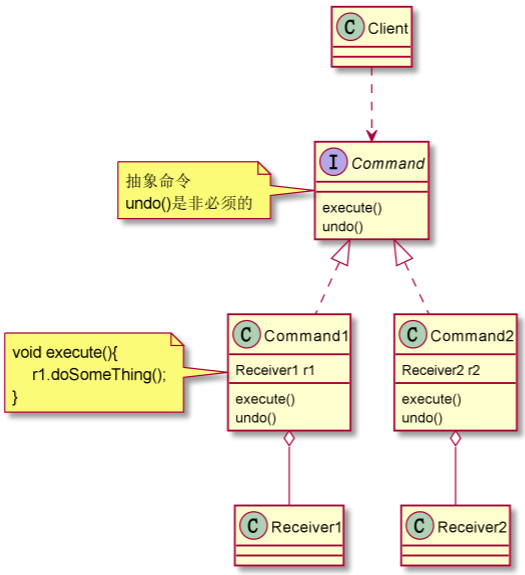 C Client
I Command
execute()
undo()
抽象命令
undo()是非必须的
C Command1
Receiver1 r1
execute()
undo()
C Command2
Receiver2 r2
execute()
undo()
void execute(){
r1.doSomeThing();
}
C Receiver1
C Receiver2